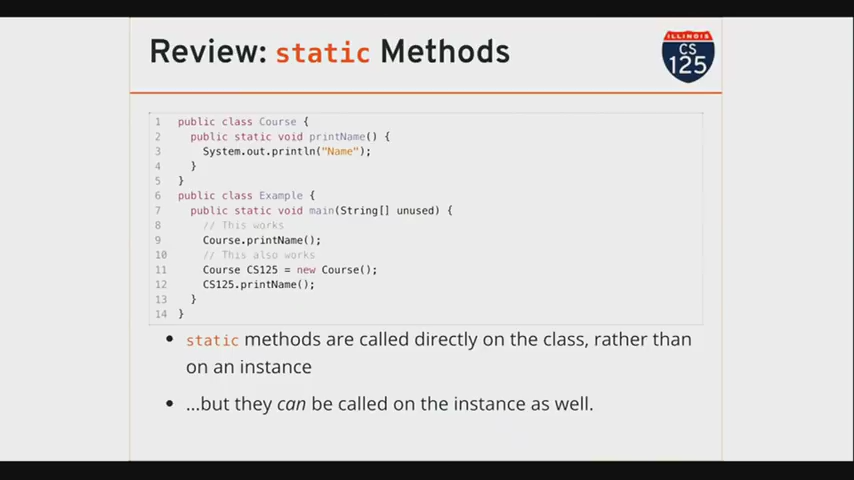 Review: static Methods
ILLINOIS
CS
125
1 public class Course {
2 public static void printName() {
3 System.out.println("Name");
4 }
5 }
6 public class Example {
7 public static void main(String[] unused) {
8 // This works
9 Course.printName();
10 // This also works
11 Course CS125 = new Course();
12 CS125.printName();
13 }
14 }
• static methods are called directly on the class, rather than
on an instance
• ...but they can be called on the instance as well.